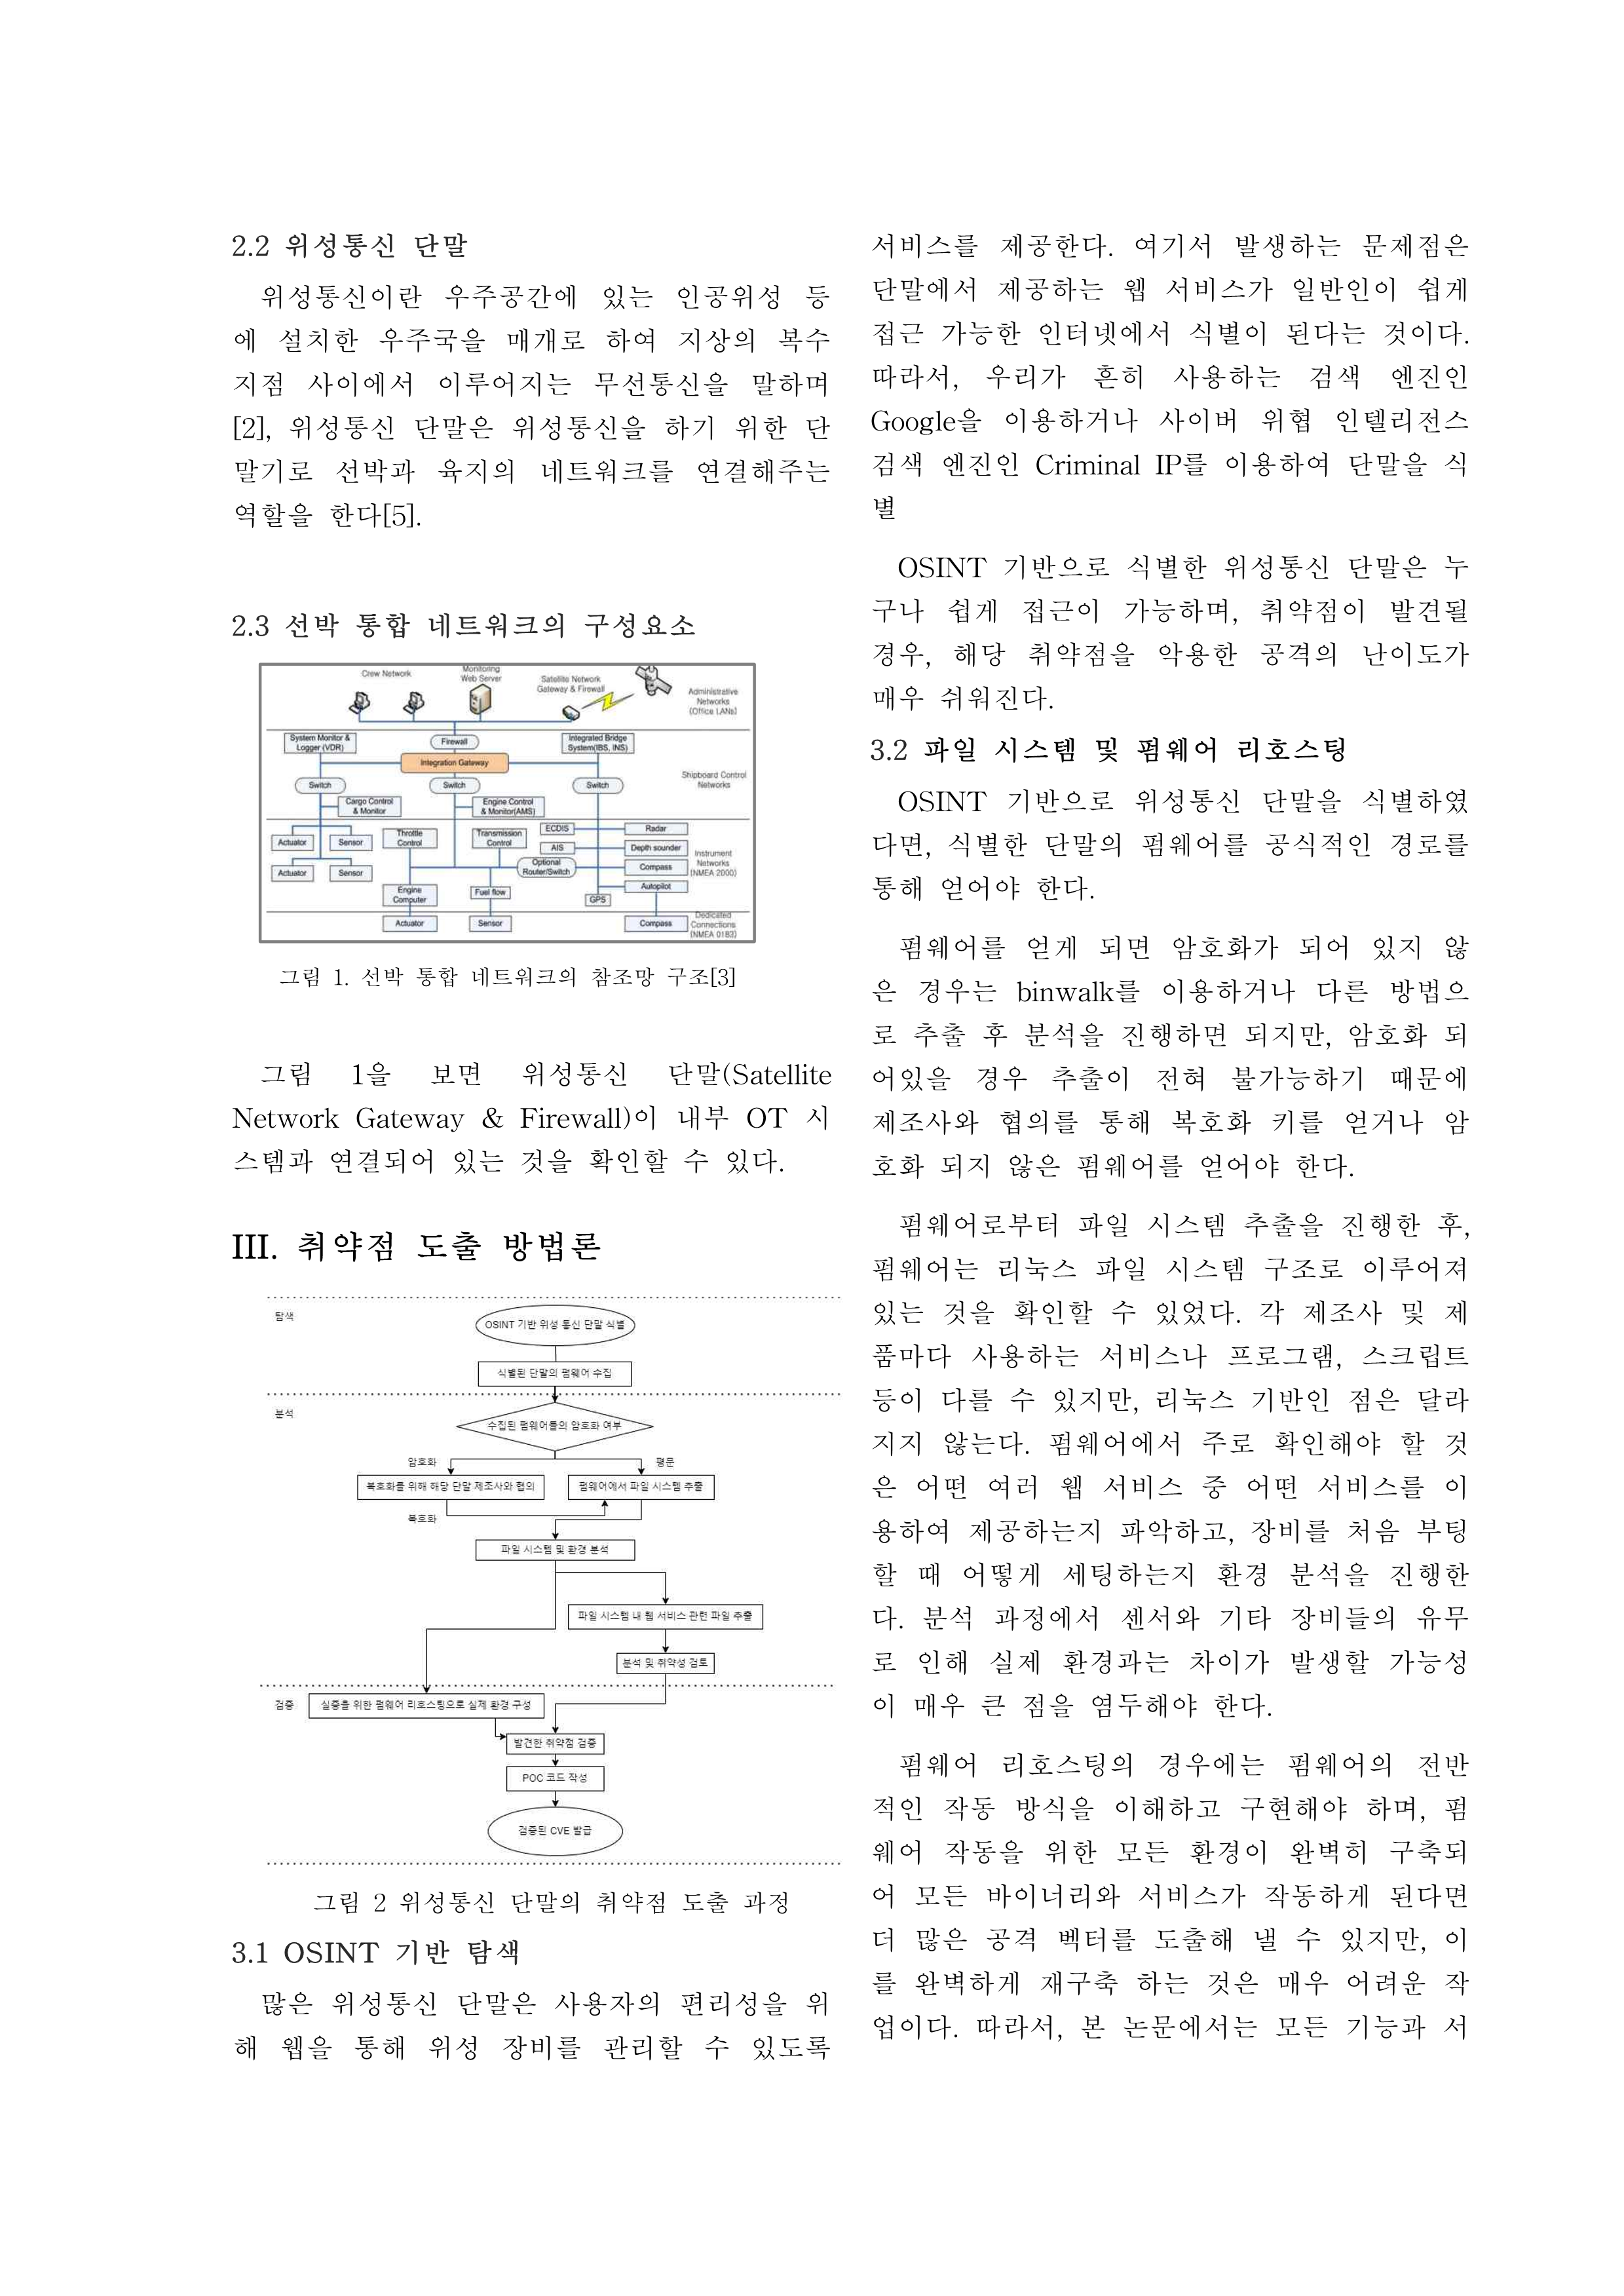 2.2 위성통신 단말
위성통신이란 우주공간에 있는 인공위성 등
에 설치한 우주국을 매개로 하여 지상의 복수
지점 사이에서 이루어지는 무선통신을 말하며
[2], 위성통신 단말은 위성통신을 하기 위한 단
말기로 선박과 육지의 네트워크를 연결해주는
역할을 한다[5].
2.3 선박 통합 네트워크의 구성요소
Crew Network
Monitoring
Web Server
Satellite Network
Gateway & Firewall
Administrative
Networks
(Office LANs)
System Monitor &
Logger (VDR)
Firewall
Integrated Bridge
System(IBS, INS)
Integration Gateway
Shipboard Control
Networks
Switch
Switch
Switch
Cargo Control
& Monitor
Engine Control
& Monitor(AMS)
Actuator
Sensor
Throttle
Control
Transmission
Control
ECDIS
Radar
AIS
Depth sounder
Instrument
Networks
(NMEA 2000)
Optional
Router/Switch
Compass
Actuator
Sensor
Engine
Computer
Fuel flow
Autopilot
GPS
Actuator
Sensor
Compass
Dedicated
Connections
(NMEA 0183)
그림 1. 선박 통합 네트워크의 참조망 구조[3]
그림 1을 보면 위성통신 단말(Satellite
Network Gateway & Firewall)이 내부 OT 시
스템과 연결되어 있는 것을 확인할 수 있다.
III. 취약점 도출 방법론
탐색
OSINT 기반 위성 통신 단말 식별
식별된 단말의 펌웨어 수집
분석
수집된 펌웨어들의 암호화 여부
암호화
평문
복호화를 위해 해당 단말 제조사와 협의
펌웨어에서 파일 시스템 추출
복호화
파일 시스템 및 환경 분석
파일 시스템 내 웹 서비스 관련 파일 추출
분석 및 취약성 검토
검증
실증을 위한 펌웨어 리호스팅으로 실제 환경 구성
발견한 취약점 검증
POC 코드 작성
검증된 CVE 발급
그림 2 위성통신 단말의 취약점 도출 과정
3.1 OSINT 기반 탐색
많은 위성통신 단말은 사용자의 편리성을 위
해 웹을 통해 위성 장비를 관리할 수 있도록
서비스를 제공한다. 여기서 발생하는 문제점은
단말에서 제공하는 웹 서비스가 일반인이 쉽게
접근 가능한 인터넷에서 식별이 된다는 것이다.
따라서, 우리가 흔히 사용하는 검색 엔진인
Google을 이용하거나 사이버 위협 인텔리전스
검색 엔진인 Criminal IP를 이용하여 단말을 식
별
OSINT 기반으로 식별한 위성통신 단말은 누
구나 쉽게 접근이 가능하며, 취약점이 발견될
경우, 해당 취약점을 악용한 공격의 난이도가
매우 쉬워진다.
3.2 파일 시스템 및 펌웨어 리호스팅
OSINT 기반으로 위성통신 단말을 식별하였
다면, 식별한 단말의 펌웨어를 공식적인 경로를
통해 얻어야 한다.
펌웨어를 얻게 되면 암호화가 되어 있지 않
은 경우는 binwalk를 이용하거나 다른 방법으
로 추출 후 분석을 진행하면 되지만, 암호화 되
어있을 경우 추출이 전혀 불가능하기 때문에
제조사와 협의를 통해 복호화 키를 얻거나 암
호화 되지 않은 펌웨어를 얻어야 한다.
펌웨어로부터 파일 시스템 추출을 진행한 후,
펌웨어는 리눅스 파일 시스템 구조로 이루어져
있는 것을 확인할 수 있었다. 각 제조사 및 제
품마다 사용하는 서비스나 프로그램, 스크립트
등이 다를 수 있지만, 리눅스 기반인 점은 달라
지지 않는다. 펌웨어에서 주로 확인해야 할 것
은 어떤 여러 웹 서비스 중 어떤 서비스를 이
용하여 제공하는지 파악하고, 장비를 처음 부팅
할 때 어떻게 세팅하는지 환경 분석을 진행한
다. 분석 과정에서 센서와 기타 장비들의 유무
로 인해 실제 환경과는 차이가 발생할 가능성
이 매우 큰 점을 염두해야 한다.
펌웨어 리호스팅의 경우에는 펌웨어의 전반
적인 작동 방식을 이해하고 구현해야 하며, 펌
웨어 작동을 위한 모든 환경이 완벽히 구축되
어 모든 바이너리와 서비스가 작동하게 된다면
더 많은 공격 벡터를 도출해 낼 수 있지만, 이
를 완벽하게 재구축 하는 것은 매우 어려운 작
업이다. 따라서, 본 논문에서는 모든 기능과 서